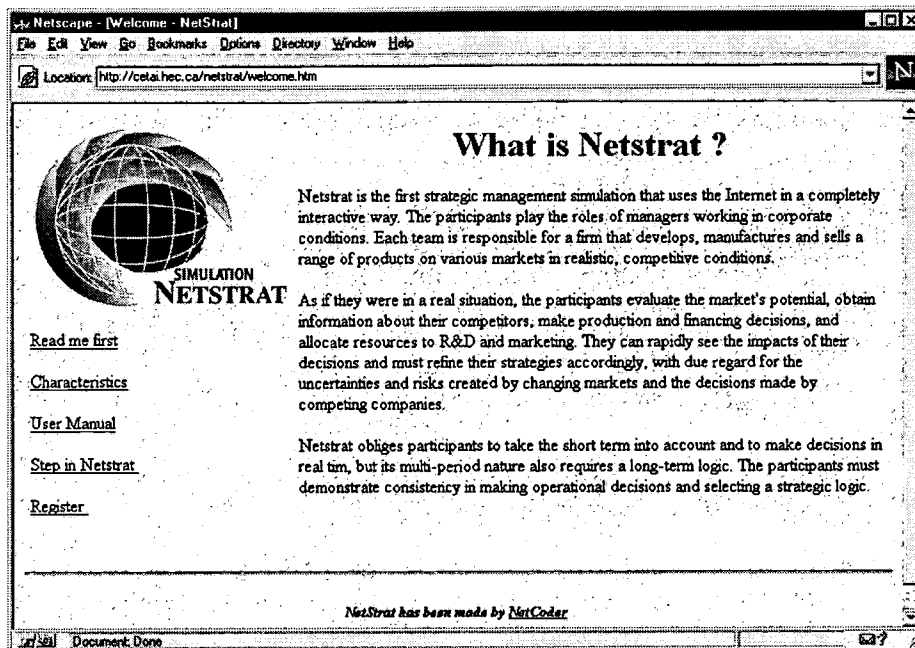 Netscape - [Welcome - NetStrat]
File Edit View Go Bookmarks Options Directory Window Help
Location: http://cetai.hec.ca/netstrat/welcome.htm
N
SIMULATION
NETSTRAT
Read me first
Characteristics
User Manual
Step in Netstrat
Register
What is Netstrat ?
Netstrat is the first strategic management simulation that uses the Internet in a completely
interactive way. The participants play the roles of managers working in corporate
conditions. Each team is responsible for a firm that develops, manufactures and sells a
range of products on various markets in realistic, competitive conditions.
As if they were in a real situation, the participants evaluate the market's potential, obtain
information about their competitors, make production and financing decisions, and
allocate resources to R&D and marketing. They can rapidly see the impacts of their
decisions and must refine their strategies accordingly, with due regard for the
uncertainties and risks created by changing markets and the decisions made by
competing companies.
Netstrat obliges participants to take the short term into account and to make decisions in
real tim, but its multi-period nature also requires a long-term logic. The participants must
demonstrate consistency in making operational decisions and selecting a strategic logic.
NetStrat has been made by NetCoder
Document: Done